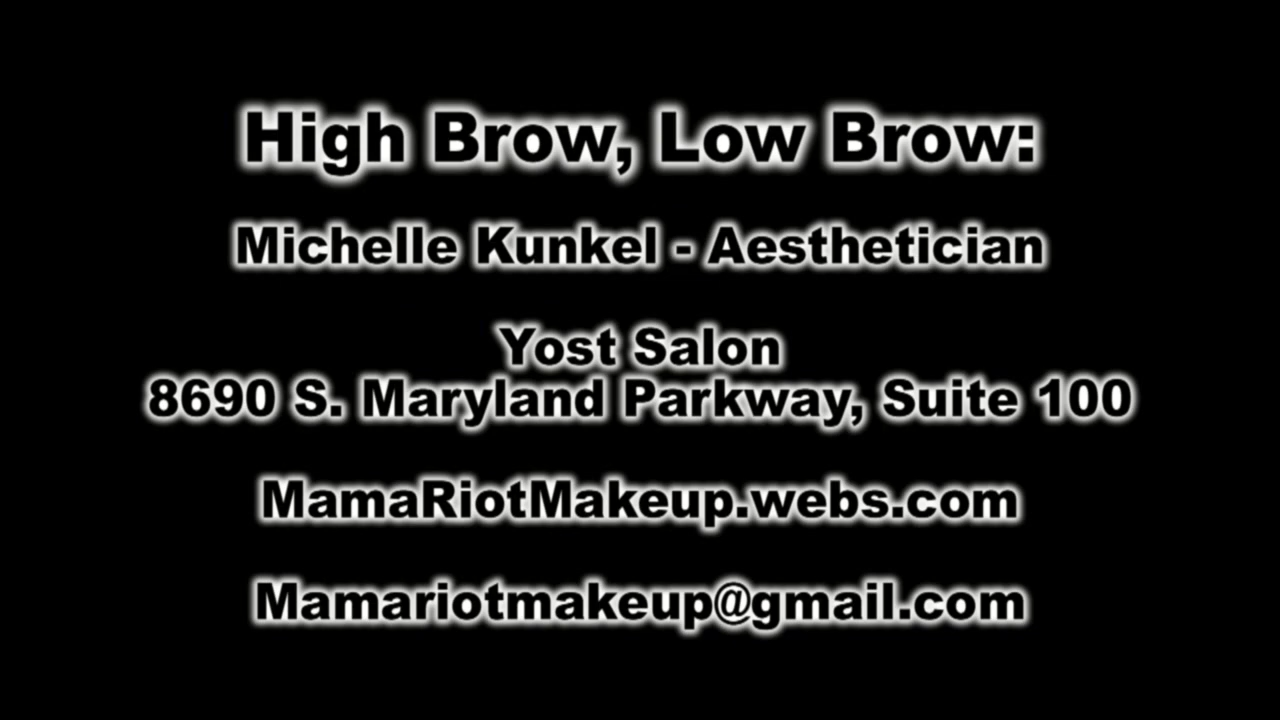 High Brow, Low Brow:
Michelle Kunkel - Aesthetician
Yost Salon
8690 S. Maryland Parkway, Suite 100
MamaRiotMakeup.webs.com
Mamariotmakeup@gmail.com